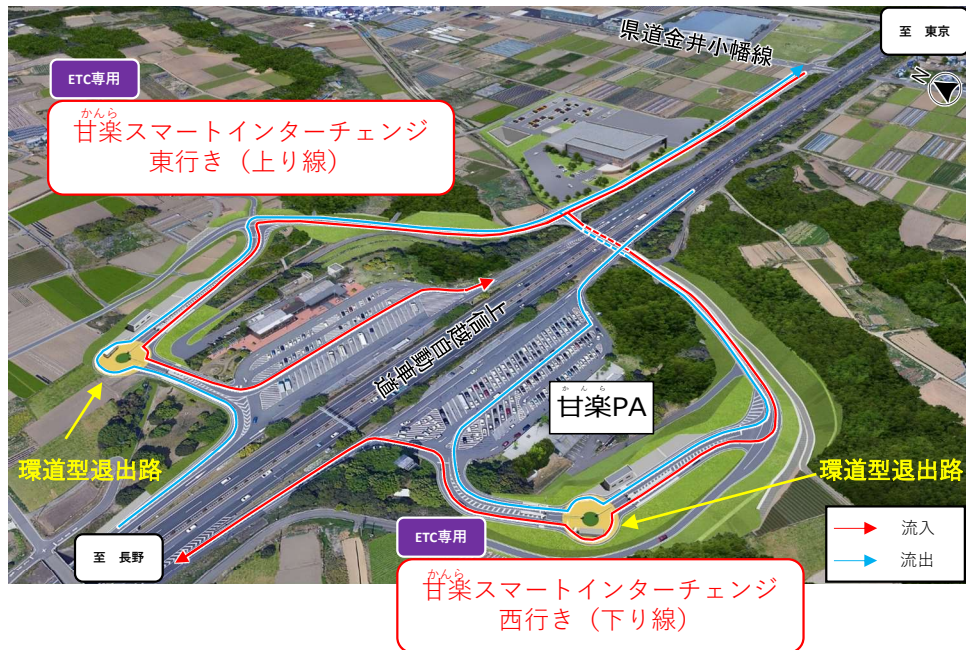 至 東京
県道金井小幡線
N
ETC専用
かんら
甘楽スマートインターチェンジ
東行き（上り線）
上信越自動車道
かんら
甘楽PA
環道型退出路
環道型退出路
至 長野
ETC専用
かんら
甘楽スマートインターチェンジ
西行き（下り線）
流入
流出